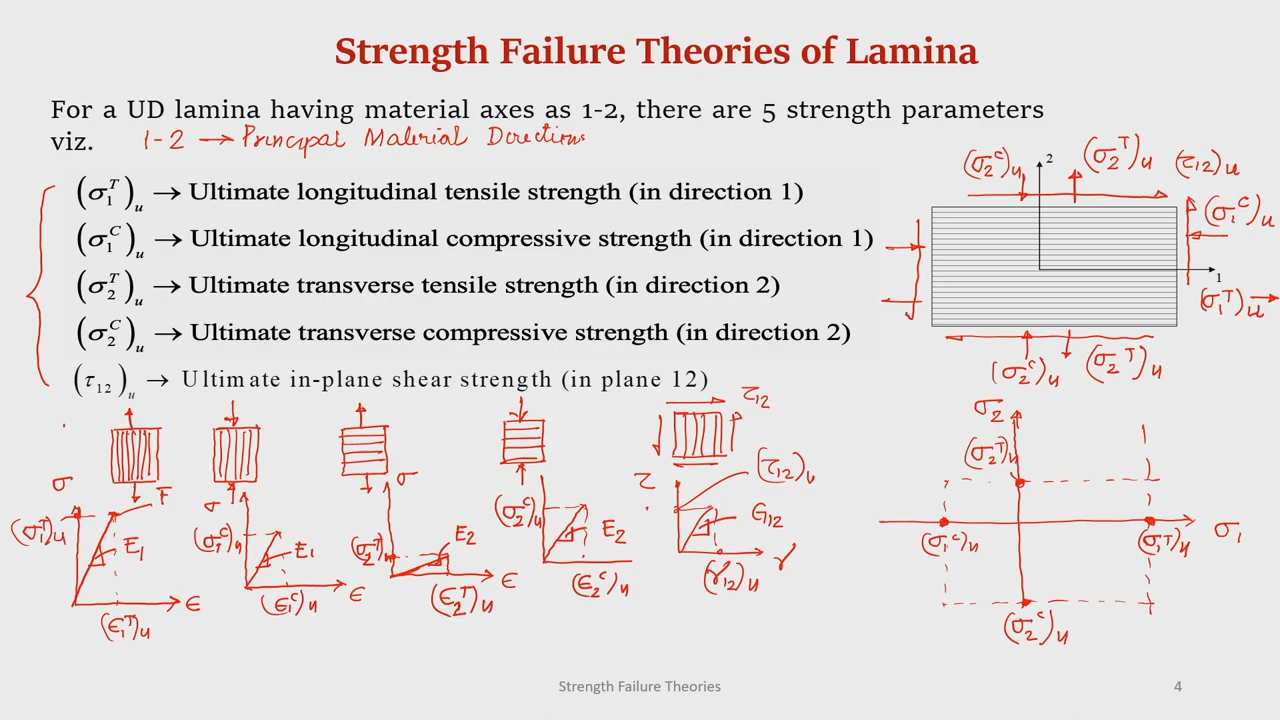 Strength Failure Theories of Lamina
For a UD lamina having material axes as 1-2, there are 5 strength parameters
viz. 1-2 → Principal Material Directions
(σ₁ᵀ)ᵤ → Ultimate longitudinal tensile strength (in direction 1)
(σ₁ᶜ)ᵤ → Ultimate longitudinal compressive strength (in direction 1)
(σ₂ᵀ)ᵤ → Ultimate transverse tensile strength (in direction 2)
(σ₂ᶜ)ᵤ → Ultimate transverse compressive strength (in direction 2)
(τ₁₂)ᵤ → Ultimate in-plane shear strength (in plane 12)
(σ₂ᶜ)ᵤ 2 (σ₂ᵀ)ᵤ (τ₁₂)ᵤ
(σ₁ᶜ)ᵤ
1
(σ₁ᵀ)ᵤ
(σ₂ᶜ)ᵤ (σ₂ᵀ)ᵤ
σ F (σ₁ᵀ)ᵤ E₁ ϵ (ϵ₁ᵀ)ᵤ
σ (σ₁ᶜ)ᵤ E₁ ϵ (ϵ₁ᶜ)ᵤ
σ (σ₂ᵀ)ᵤ E₂ ϵ (ϵ₂ᵀ)ᵤ
(σ₂ᶜ)ᵤ E₂ (ϵ₂ᶜ)ᵤ
τ₁₂ τ (τ₁₂)ᵤ G₁₂ γ (γ₁₂)ᵤ
σ₂ (σ₂ᵀ)ᵤ
(σ₁ᶜ)ᵤ (σ₁ᵀ)ᵤ σ₁
(σ₂ᶜ)ᵤ
Strength Failure Theories
4